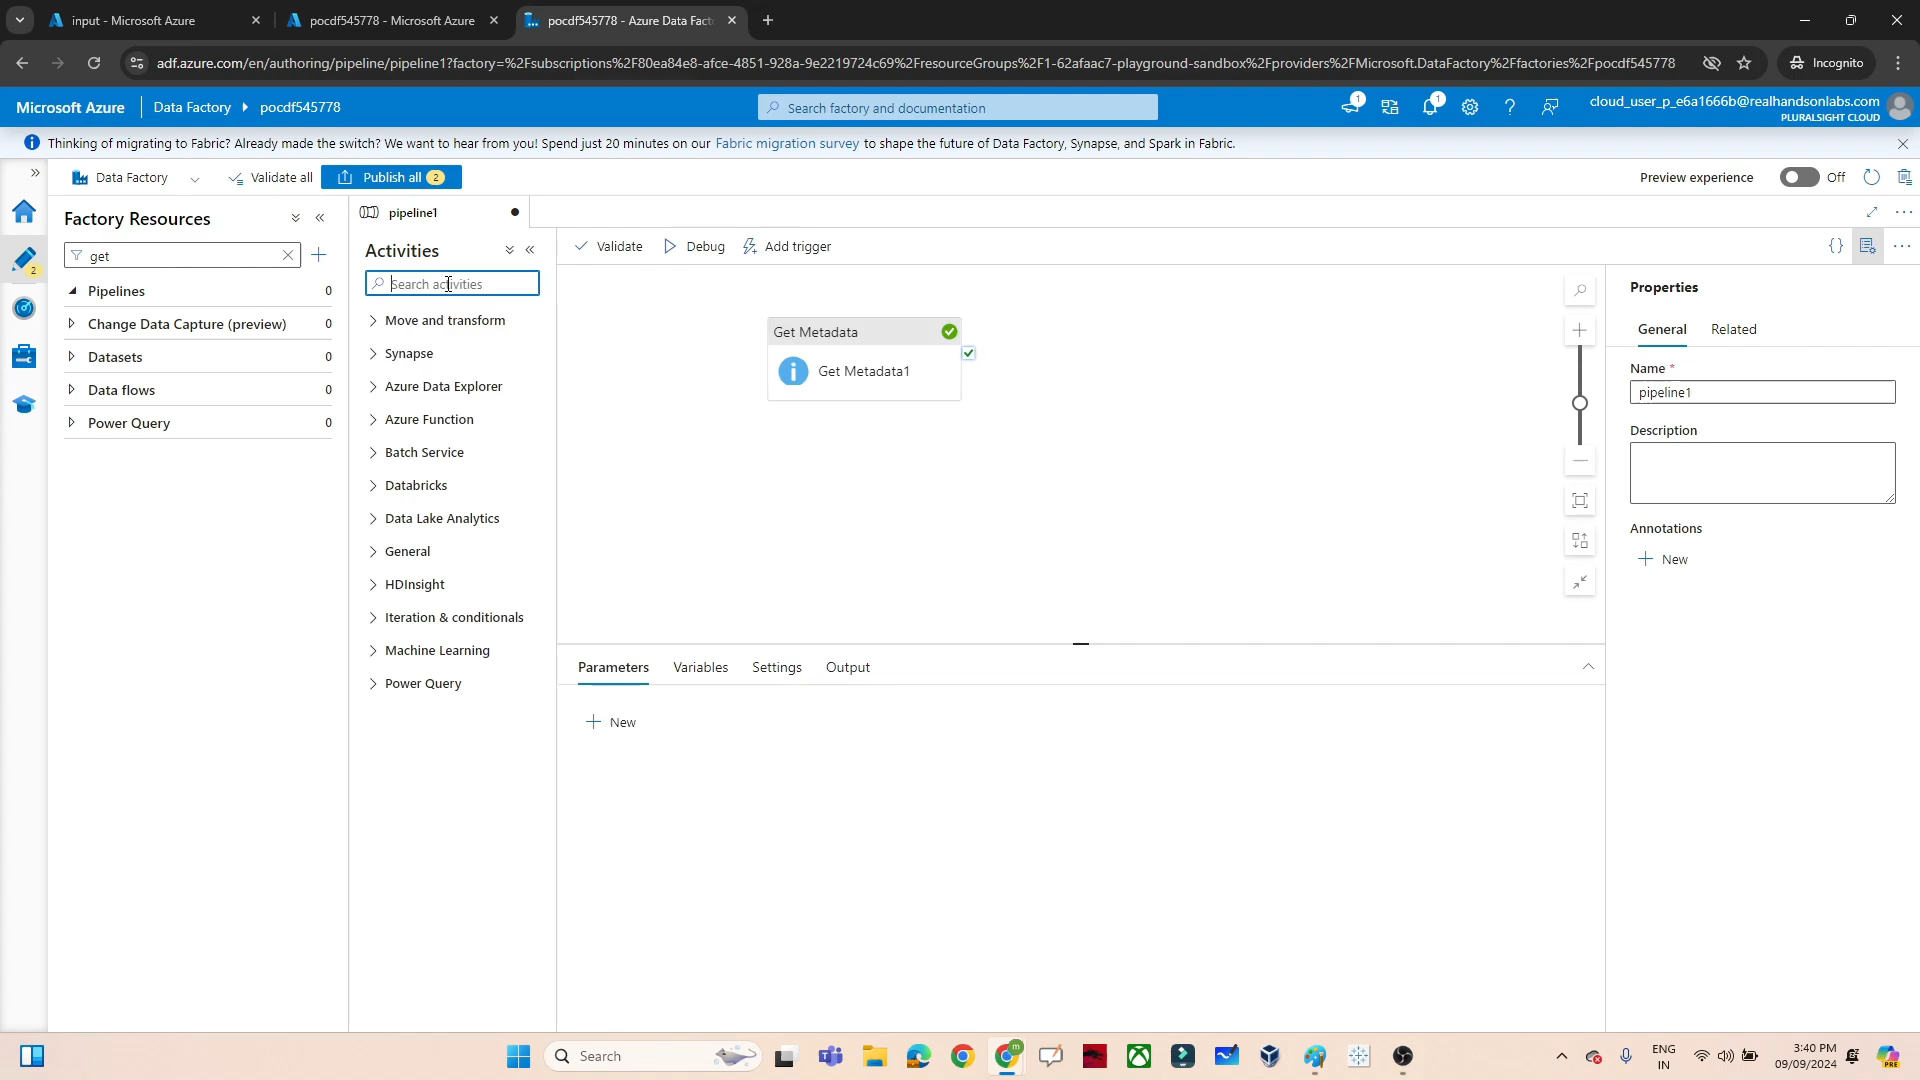 input - Microsoft Azure
pocdf545778 - Microsoft Azure
pocdf545778 - Azure Data Fact
adf.azure.com/en/authoring/pipeline/pipeline1?factory=%2Fsubscriptions%2F80ea84e8-afce-4851-928a-9e2219724c69%2FresourceGroups%2F1-62afaac7-playground-sandbox%2Fproviders%2FMicrosoft.DataFactory%2Ffactories%2Fpocdf545778
Incognito
Microsoft Azure
Data Factory
pocdf545778
Search factory and documentation
1
1
cloud_user_p_e6a1666b@realhandsonlabs.com
PLURALSIGHT CLOUD
Thinking of migrating to Fabric? Already made the switch? We want to hear from you! Spend just 20 minutes on our Fabric migration survey to shape the future of Data Factory, Synapse, and Spark in Fabric.
Data Factory
Validate all
Publish all 2
Preview experience
Off
2
Factory Resources
get
Pipelines 0
Change Data Capture (preview) 0
Datasets 0
Data flows 0
Power Query 0
pipeline1
Activities
Search activities
Move and transform
Synapse
Azure Data Explorer
Azure Function
Batch Service
Databricks
Data Lake Analytics
General
HDInsight
Iteration & conditionals
Machine Learning
Power Query
Validate
Debug
Add trigger
{}
Get Metadata
Get Metadata1
Parameters
Variables
Settings
Output
New
Properties
General
Related
Name *
pipeline1
Description
Annotations
New
Search
m
ENG
IN
3:40 PM
09/09/2024
PRE